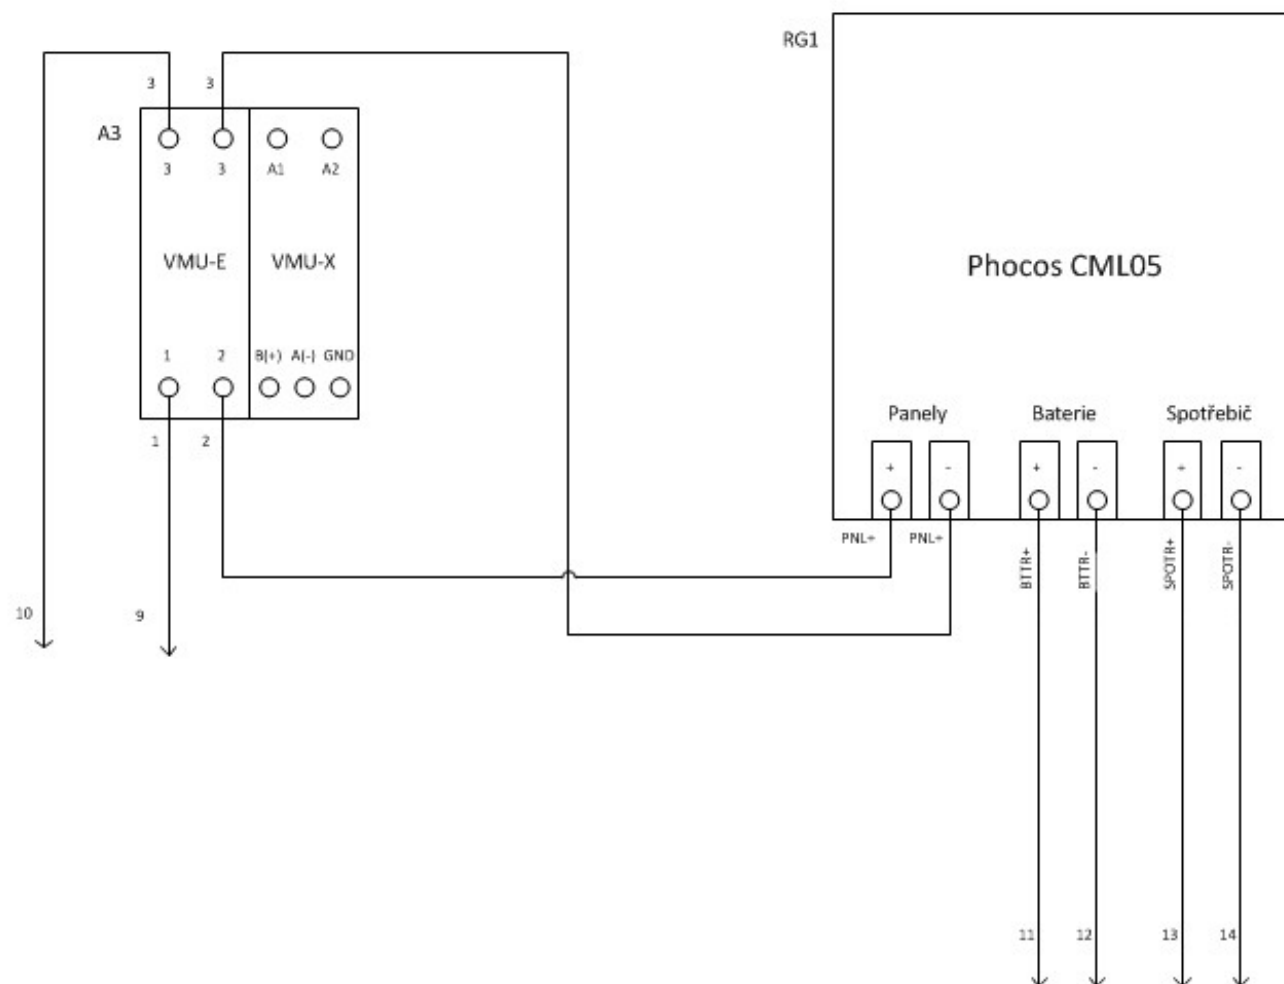 RG1
3 3
A3
3 3 A1 A2
VMU-E VMU-X
Phocos CML05
1 2 B(+) A(-) GND
Panely Baterie Spotřebič
1 2
+ - + - + -
PNL+ PNL+
BTTR+ BTTR- SPOTR+ SPOTR-
10 9
11 12 13 14